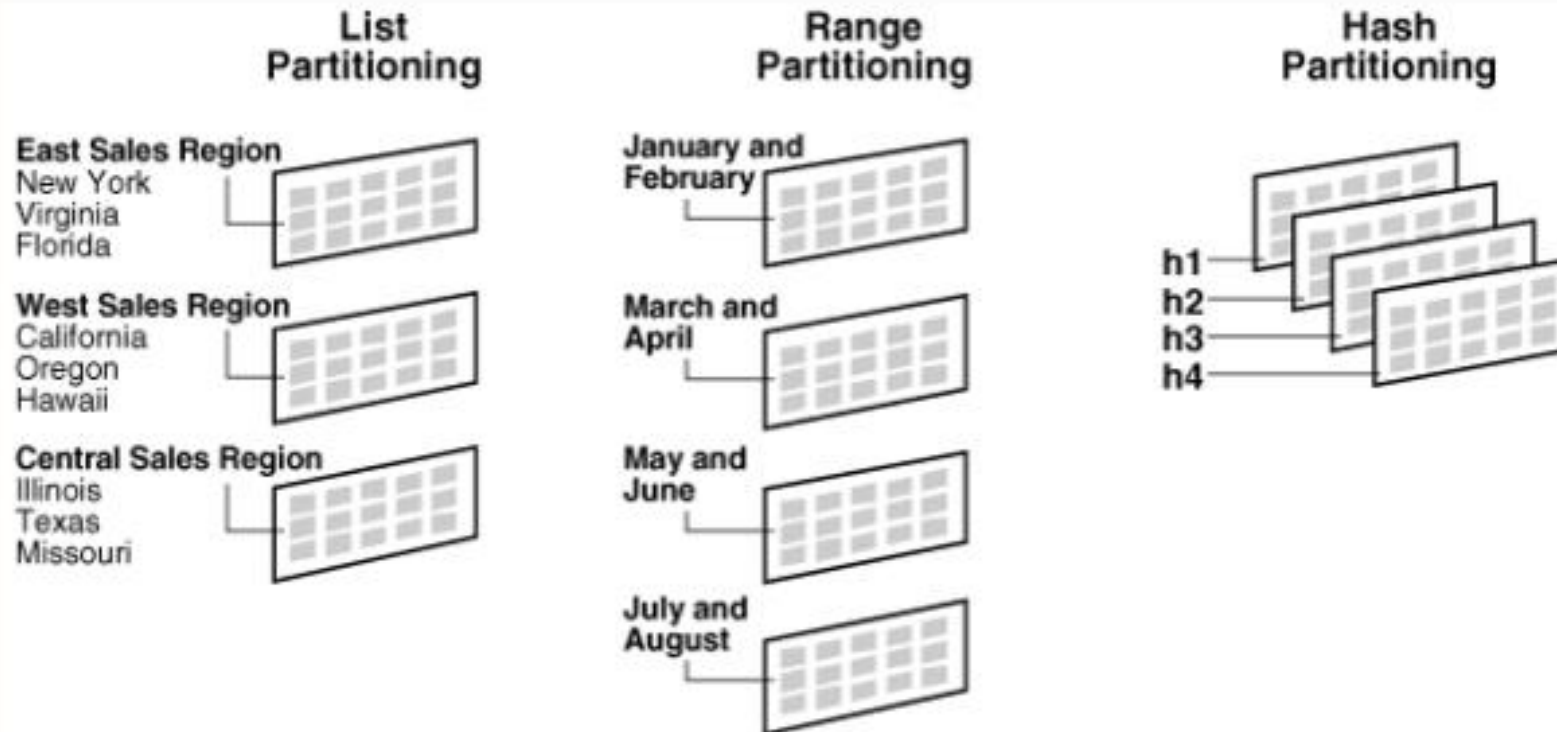 List
Partitioning
East Sales Region
New York
Virginia
Florida
West Sales Region
California
Oregon
Hawaii
Central Sales Region
Illinois
Texas
Missouri
Range
Partitioning
January and
February
March and
April
May and
June
July and
August
Hash
Partitioning
h1
h2
h3
h4